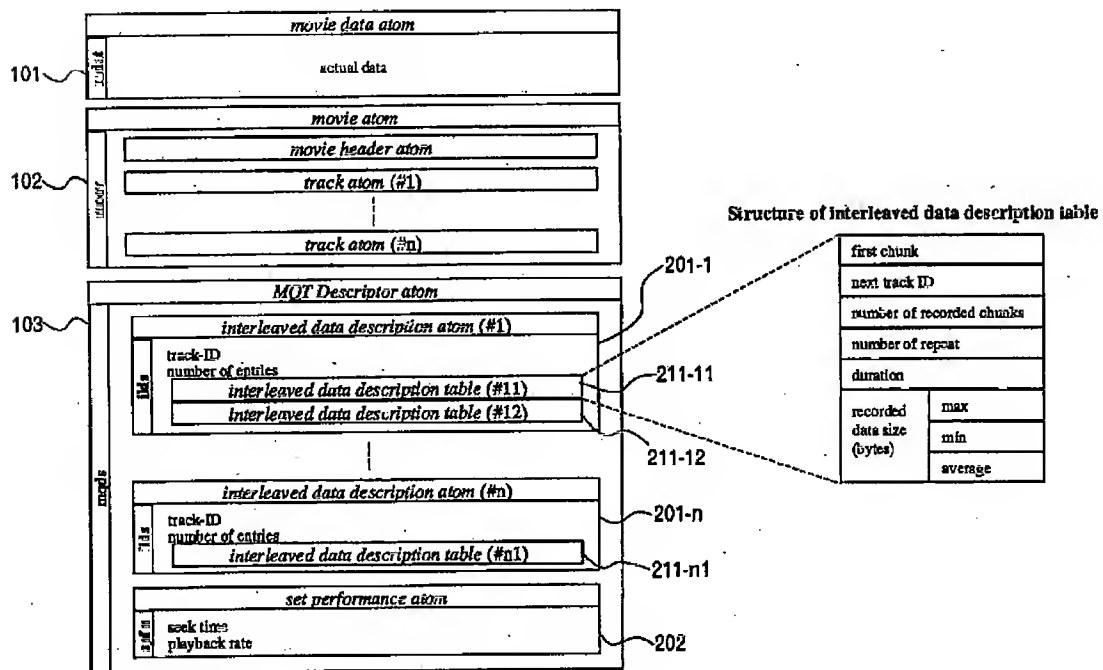 movie data atom
101
mdat
actual data
movie atom
movie header atom
102
track atom (#1)
track atom (#n)
MQT Descriptor atom
103
201-1
interleaved data description atom (#1)
track-ID
number of entries
interleaved data description table (#11)
211-11
interleaved data description table (#12)
211-12
mqds
interleaved data description atom (#n)
201-n
track-ID
number of entries
interleaved data description table (#n1)
211-n1
set performance atom
seek time
playback rate
202
Structure of interleaved data description table
first chunk
next track ID
number of recorded chunks
number of repeat
duration
recorded
data size
(bytes)
max
min
average